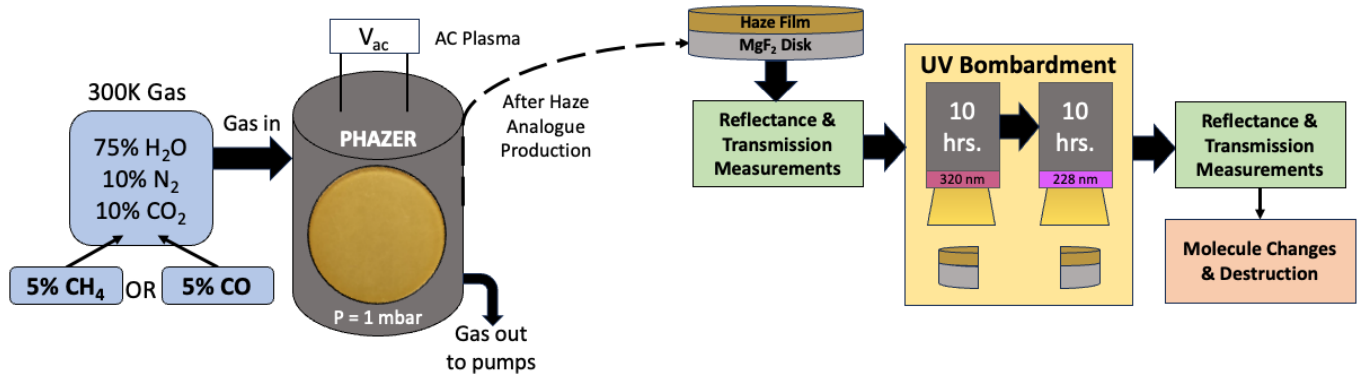 300K Gas
75% H₂O
10% N₂
10% CO₂
5% CH₄
OR
5% CO
Gas in
Vac
AC Plasma
PHAZER
P = 1 mbar
Gas out
to pumps
After Haze
Analogue
Production
Haze Film
MgF₂ Disk
Reflectance &
Transmission
Measurements
UV Bombardment
10
hrs.
320 nm
10
hrs.
228 nm
Reflectance &
Transmission
Measurements
Molecule Changes
& Destruction